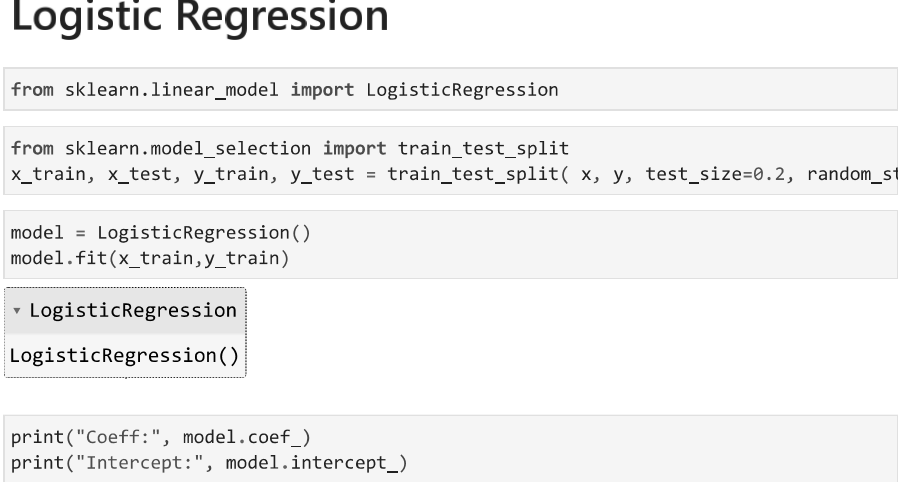 Logistic Regression
from sklearn.linear_model import LogisticRegression
from sklearn.model_selection import train_test_split
x_train, x_test, y_train, y_test = train_test_split( x, y, test_size=0.2,
model = LogisticRegression()
model.fit(x_train,y_train)
LogisticRegression
LogisticRegression()
print("Coeff:", model.coef_)
print("Intercept:", model.intercept_)